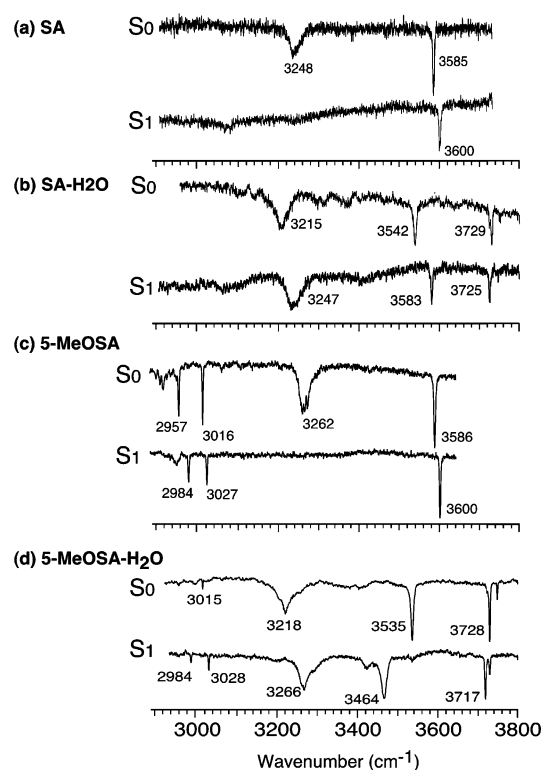 (a) SA
S0
3248
3585
S1
3600
(b) SA-H2O
S0
3215
3542
3729
S1
3247
3583
3725
(c) 5-MeOSA
S0
2957
3016
3262
3586
S1
2984
3027
3600
(d) 5-MeOSA-H2O
S0
3015
3218
3535
3728
S1
2984
3028
3266
3464
3717
3000 3200 3400 3600 3800
Wavenumber (cm-1)